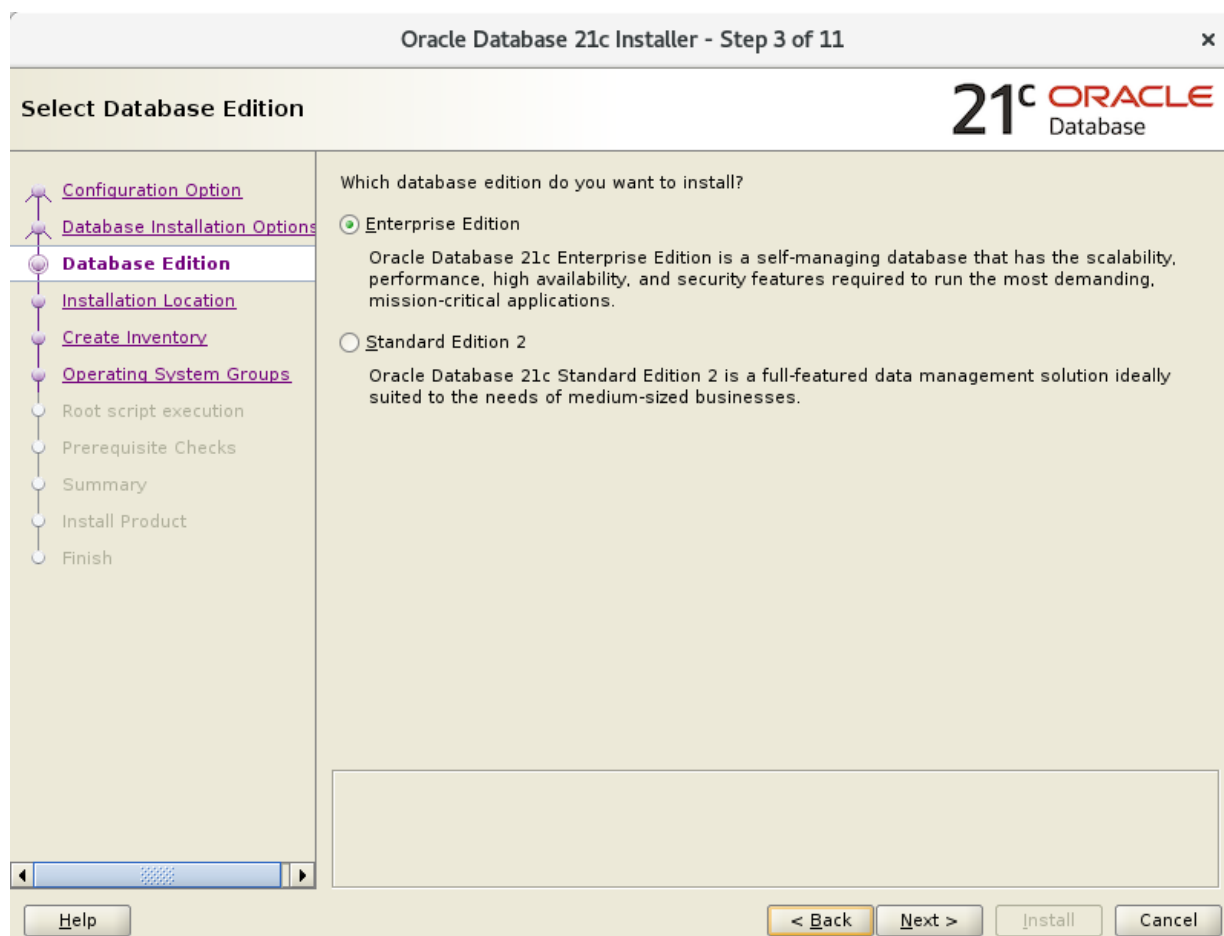 Oracle Database 21c Installer - Step 3 of 11
Select Database Edition
21c ORACLE
Database
Configuration Option
Database Installation Options
Database Edition
Installation Location
Create Inventory
Operating System Groups
Root script execution
Prerequisite Checks
Summary
Install Product
Finish
Which database edition do you want to install?
Enterprise Edition
Oracle Database 21c Enterprise Edition is a self-managing database that has the scalability,
performance, high availability, and security features required to run the most demanding,
mission-critical applications.
Standard Edition 2
Oracle Database 21c Standard Edition 2 is a full-featured data management solution ideally
suited to the needs of medium-sized businesses.
Help
< Back
Next >
Install
Cancel